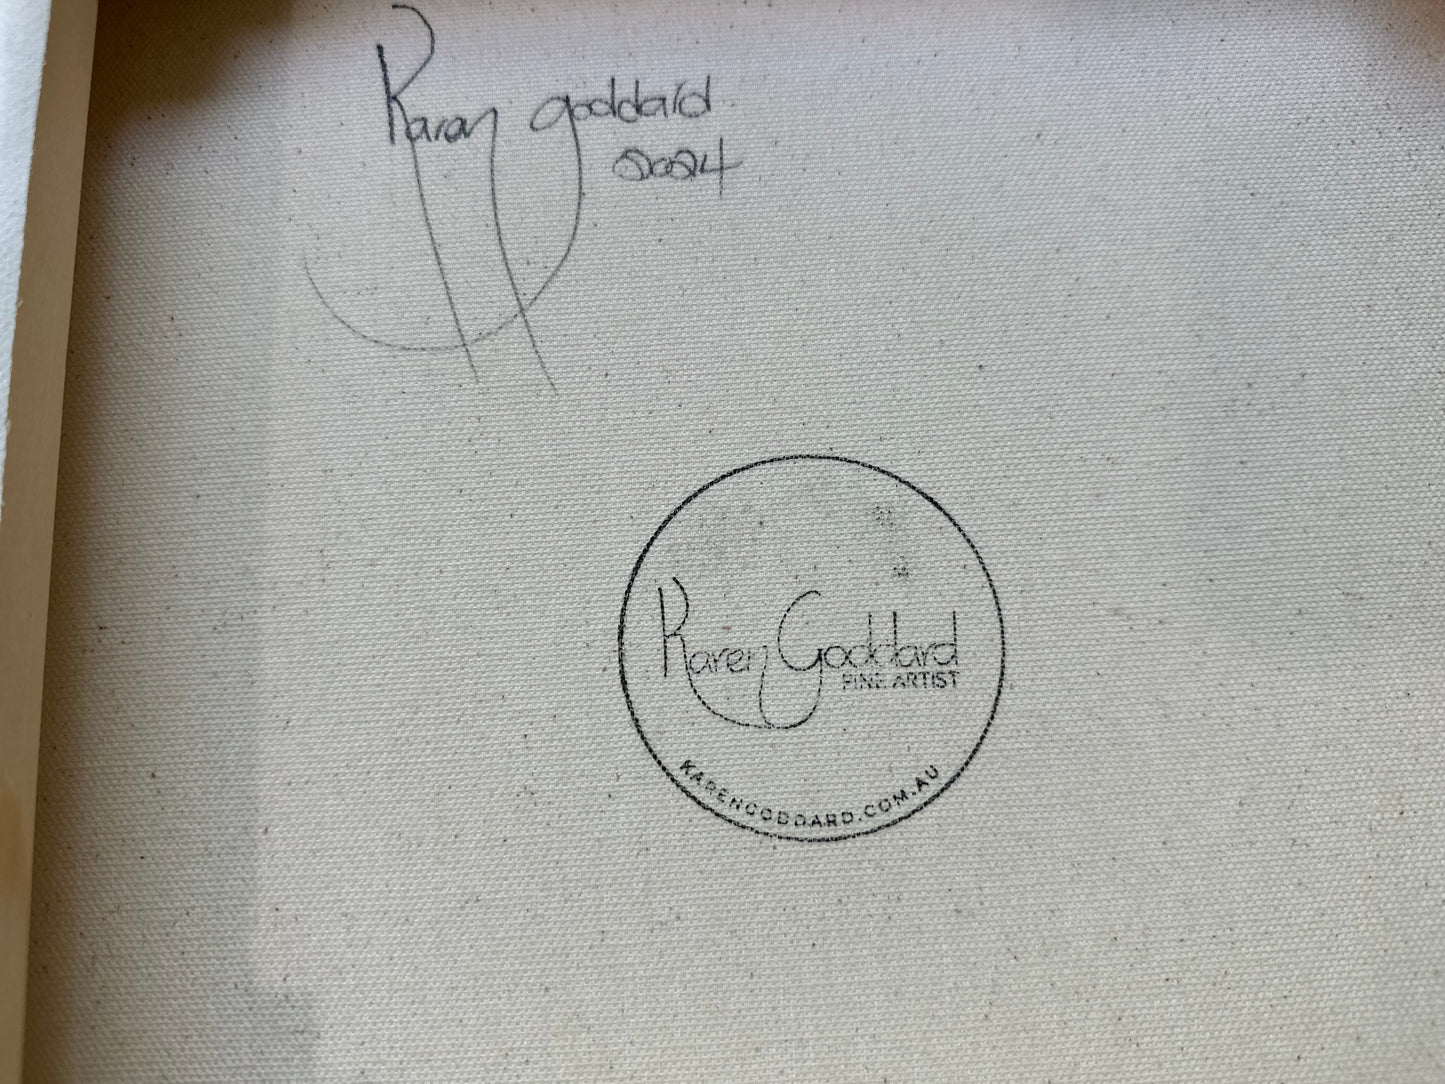 Karen Goddard
2024
Karen Goddard
FINE ARTIST
KARENGODDARD.COM.AU